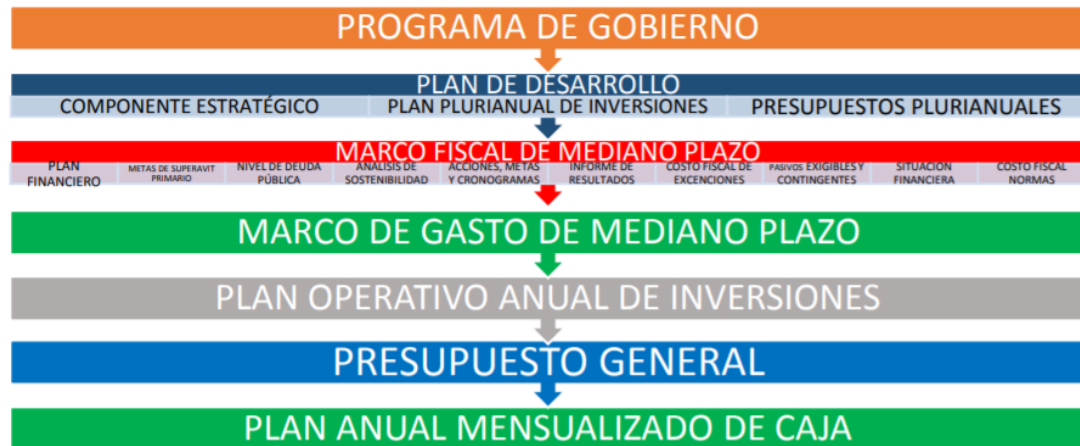 PROGRAMA DE GOBIERNO
PLAN DE DESARROLLO
COMPONENTE ESTRATÉGICO PLAN PLURIANUAL DE INVERSIONES PRESUPUESTOS PLURIANUALES
MARCO FISCAL DE MEDIANO PLAZO
PLAN
FINANCIERO
METAS DE SUPERAVIT
PRIMARIO
NIVEL DE DEUDA
PÚBLICA
ANALISIS DE
SOSTENIBILIDAD
ACCIONES, METAS
Y CRONOGRAMAS
INFORME DE
RESULTADOS
COSTO FISCAL DE
EXCENCIONES
PASIVOS EXIGIBLES Y
CONTINGENTES
SITUACION
FINANCIERA
COSTO FISCAL
NORMAS
MARCO DE GASTO DE MEDIANO PLAZO
PLAN OPERATIVO ANUAL DE INVERSIONES
PRESUPUESTO GENERAL
PLAN ANUAL MENSUALIZADO DE CAJA